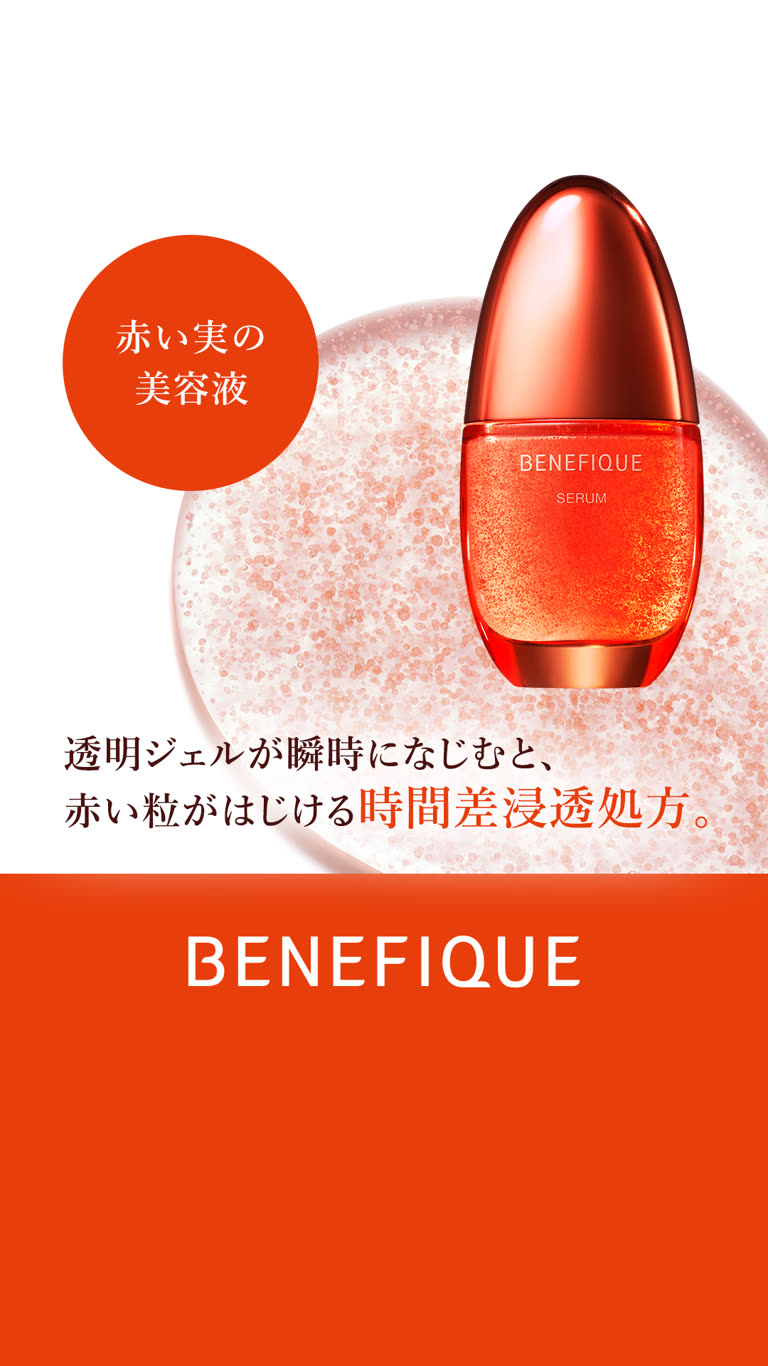 赤い実の
美容液
BENEFIQUE
SERUM
透明ジェルが瞬時になじむと、
赤い粒がはじける時間差浸透処方。
BENEFIQUE